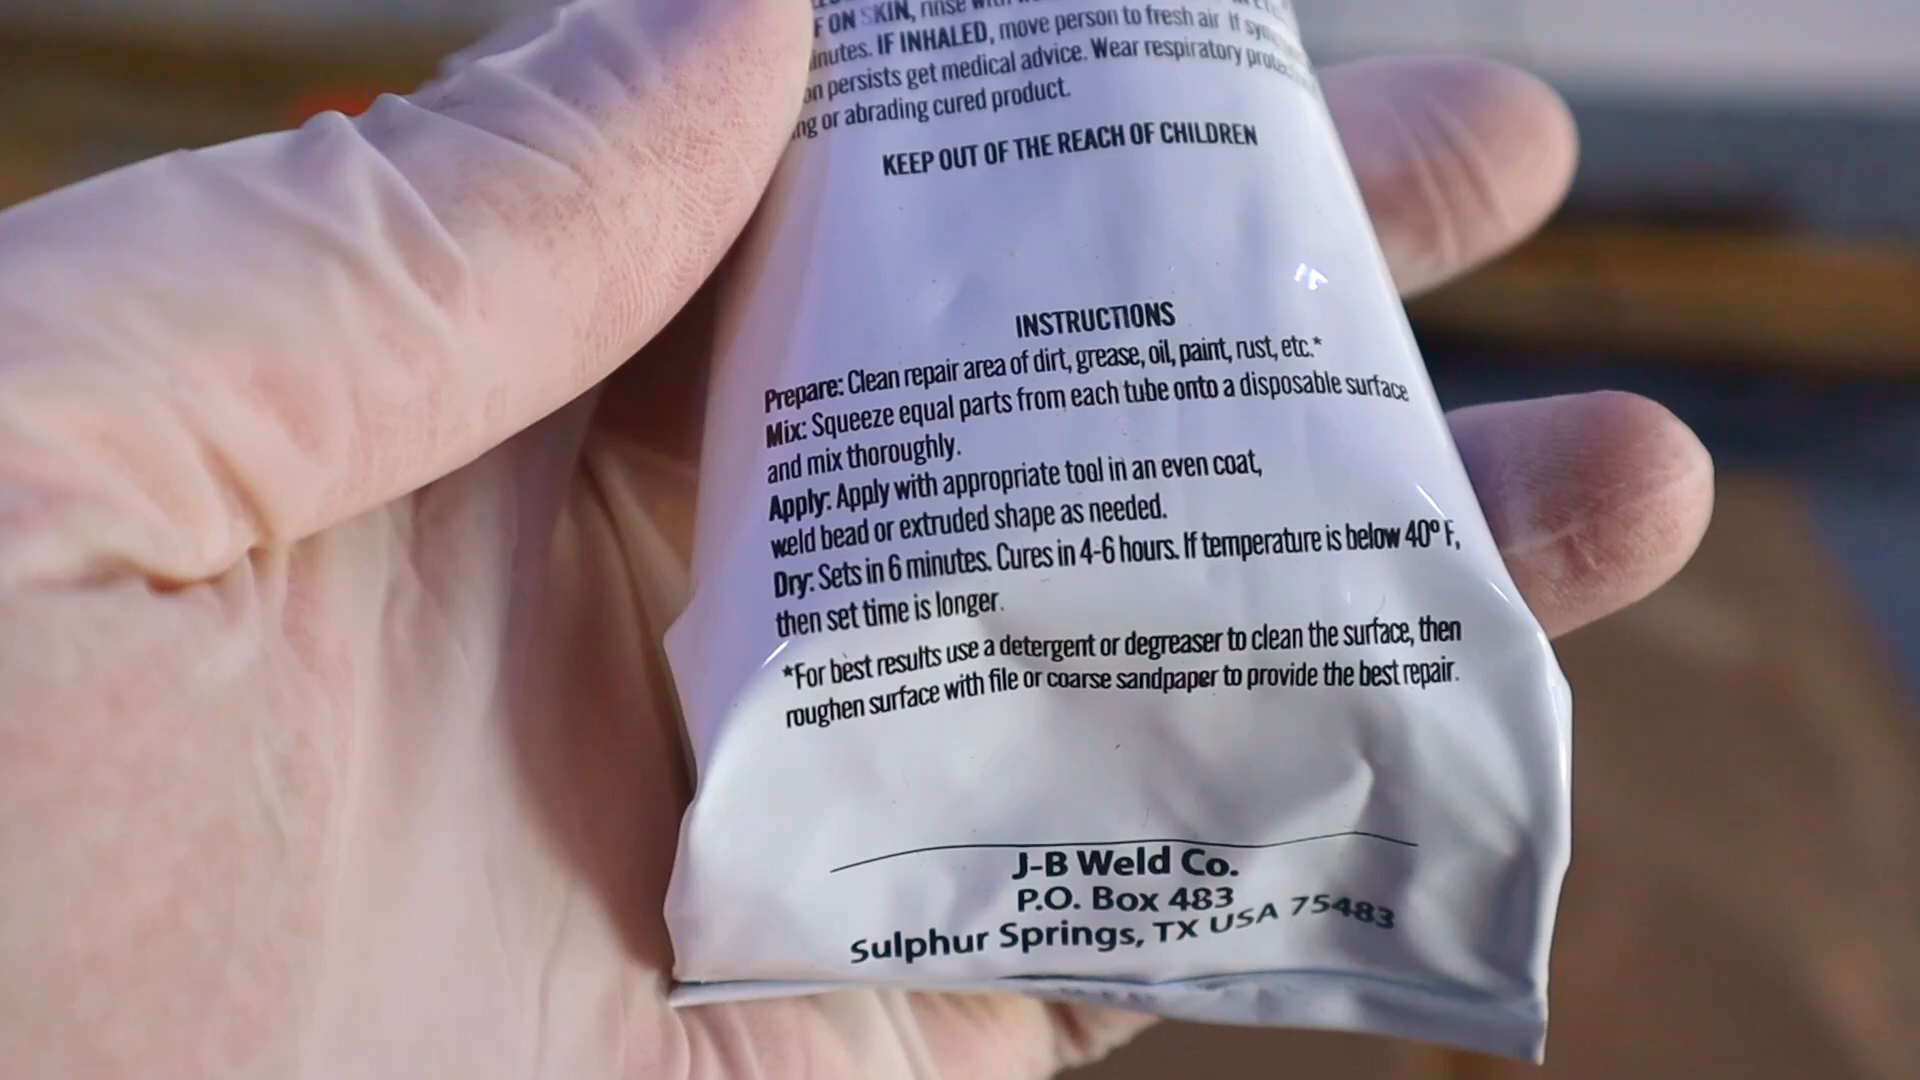 F ON SKIN, rinse
inutes. IF INHALED, move person to fresh air If
on persists get medical advice. Wear respiratory
ng or abrading cured product.
KEEP OUT OF THE REACH OF CHILDREN
INSTRUCTIONS
Prepare: Clean repair area of dirt, grease, oil, paint, rust, etc.*
Mix: Squeeze equal parts from each tube onto a disposable surface
and mix thoroughly.
Apply: Apply with appropriate tool in an even coat,
weld bead or extruded shape as needed.
Dry: Sets in 6 minutes. Cures in 4-6 hours. If temperature is below 40º F,
then set time is longer.
*For best results use a detergent or degreaser to clean the surface, then
roughen surface with file or coarse sandpaper to provide the best repair.
J-B Weld Co.
P.O. Box 483
Sulphur Springs, TX USA 75483